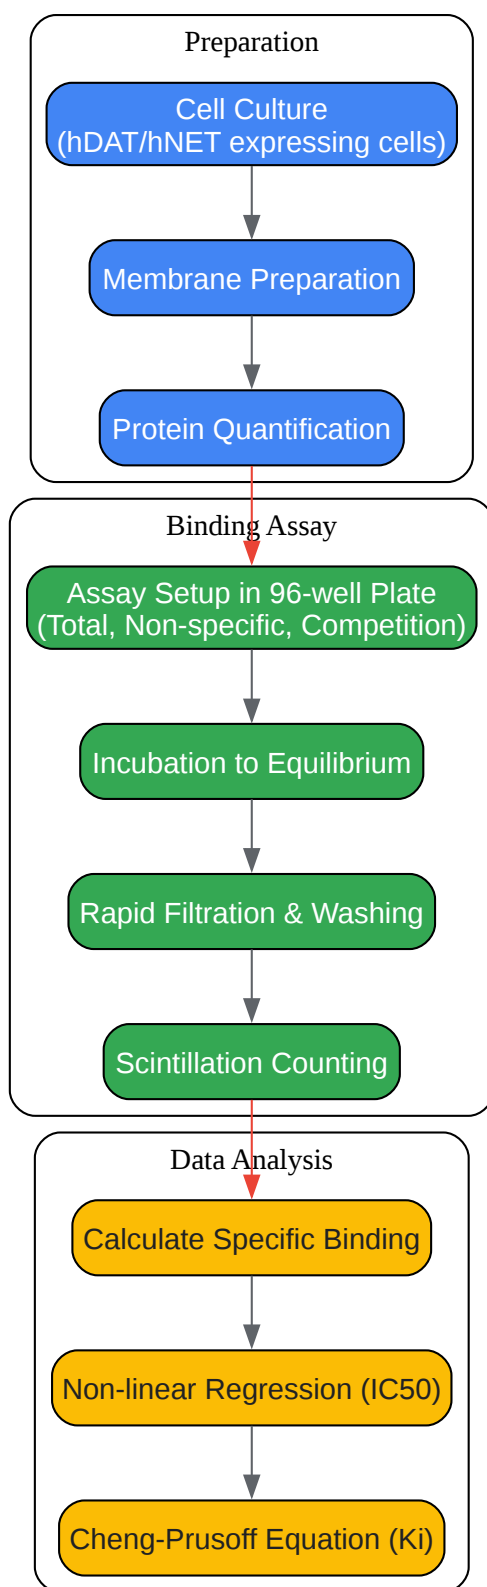 Preparation
Cell Culture
(hDAT/hNET expressing cells)
Membrane Preparation
Protein Quantification
Binding Assay
Assay Setup in 96-well Plate
(Total, Non-specific, Competition)
Incubation to Equilibrium
Rapid Filtration & Washing
Scintillation Counting
Data Analysis
Calculate Specific Binding
Non-linear Regression (IC50)
Cheng-Prusoff Equation (Ki)